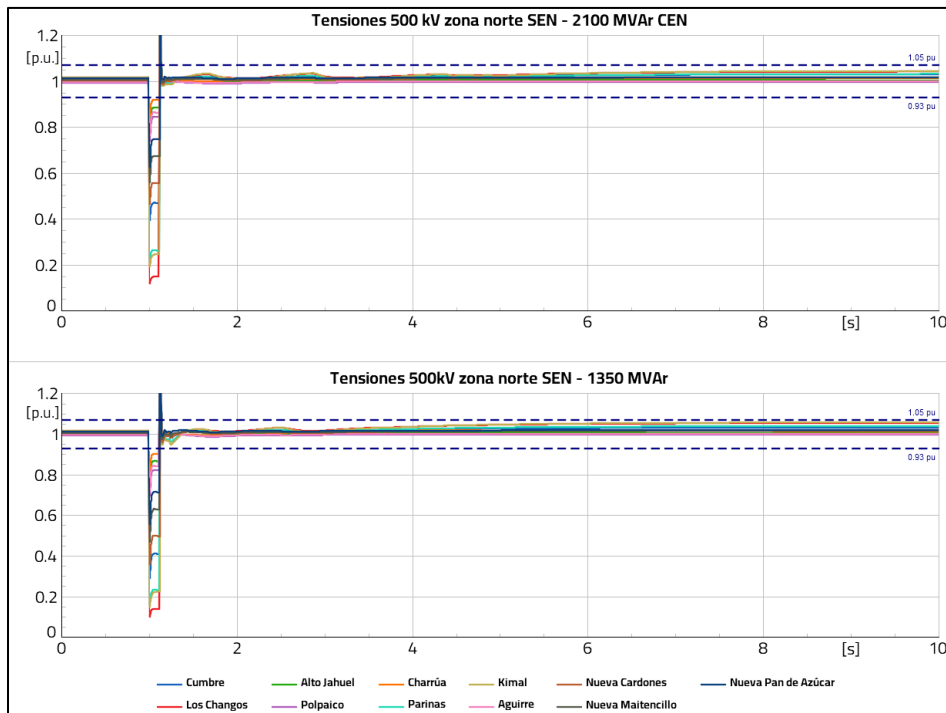 Tensiones 500 kV zona norte SEN - 2100 MVAr CEN
1.2
[p.u.]
1.05 pu
1
0.93 pu
0.8
0.6
0.4
0.2
0
0 2 4 6 8 [s] 10
Tensiones 500kV zona norte SEN - 1350 MVAr
1.2
[p.u.]
1.05 pu
1
0.93 pu
0.8
0.6
0.4
0.2
0
0 2 4 6 8 [s] 10
Cumbre Alto Jahuel Charrúa Kimal Nueva Cardones Nueva Pan de Azúcar
Los Changos Polpaico Parinas Aguirre Nueva Maitencillo